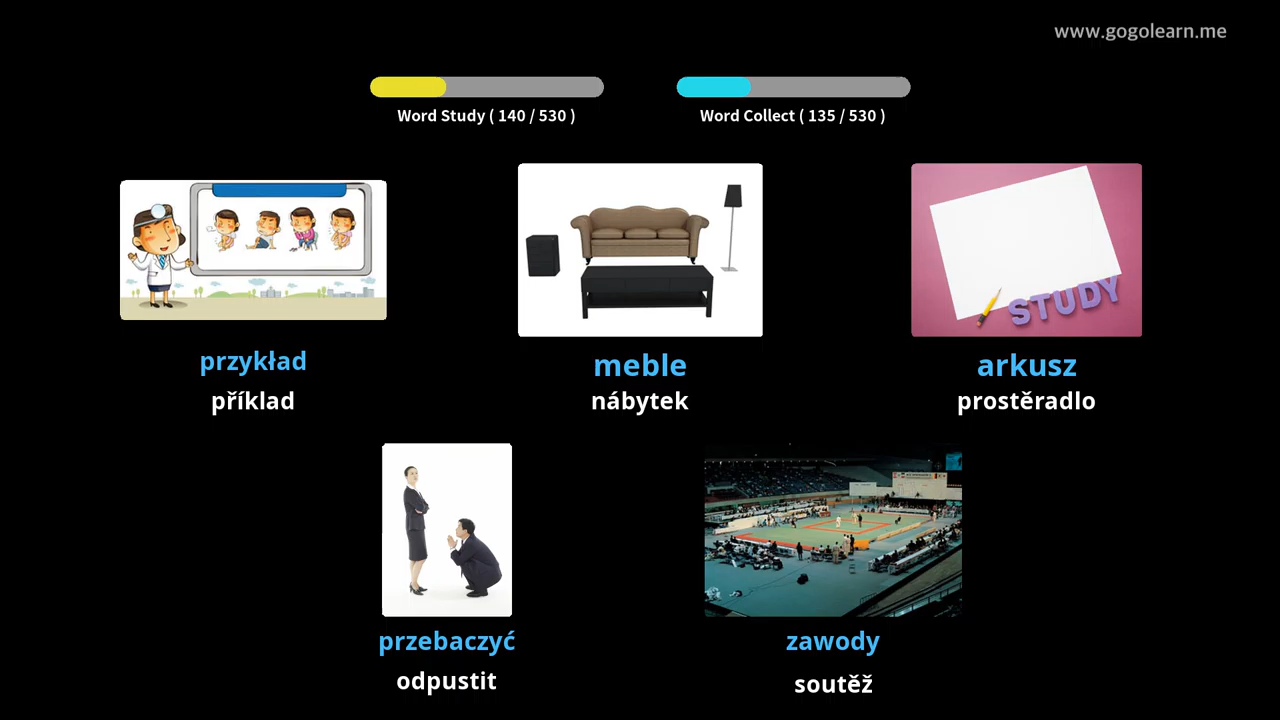 www.gogolearn.me
Word Study ( 140 / 530 )
Word Collect ( 135 / 530 )
STUDY
przykład
příklad
meble
nábytek
arkusz
prostěradlo
przebaczyć
odpustit
zawody
soutěž